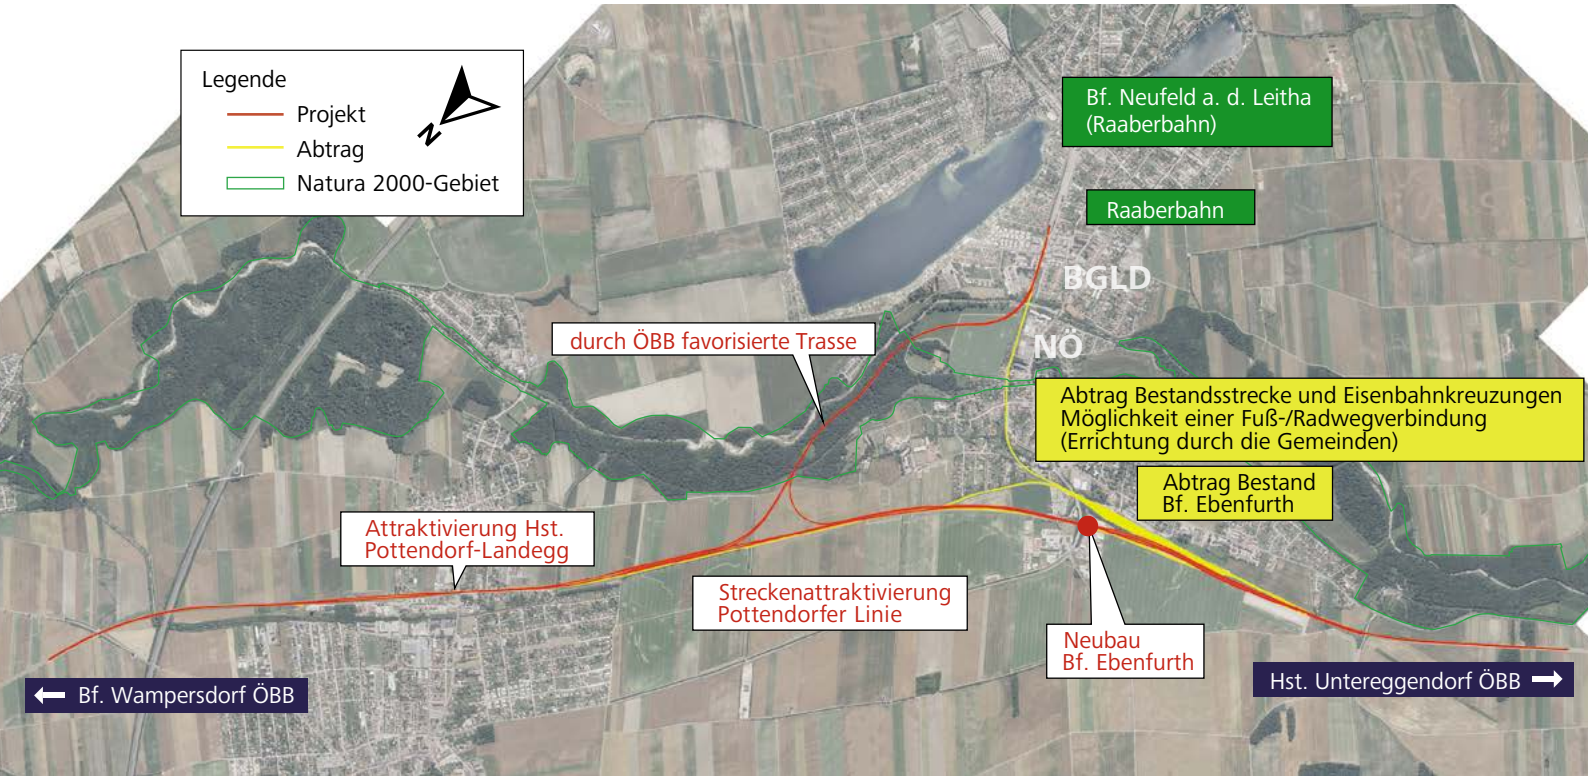 Legende
Projekt
Abtrag
Natura 2000-Gebiet
N
Bf. Neufeld a. d. Leitha
(Raaberbahn)
Raaberbahn
BGLD
NÖ
durch ÖBB favorisierte Trasse
Abtrag Bestandsstrecke und Eisenbahnkreuzungen
Möglichkeit einer Fuß-/Radwegverbindung
(Errichtung durch die Gemeinden)
Abtrag Bestand
Bf. Ebenfurth
Attraktivierung Hst.
Pottendorf-Landegg
Streckenattraktivierung
Pottendorfer Linie
Neubau
Bf. Ebenfurth
Bf. Wampersdorf ÖBB
Hst. Untereggendorf ÖBB